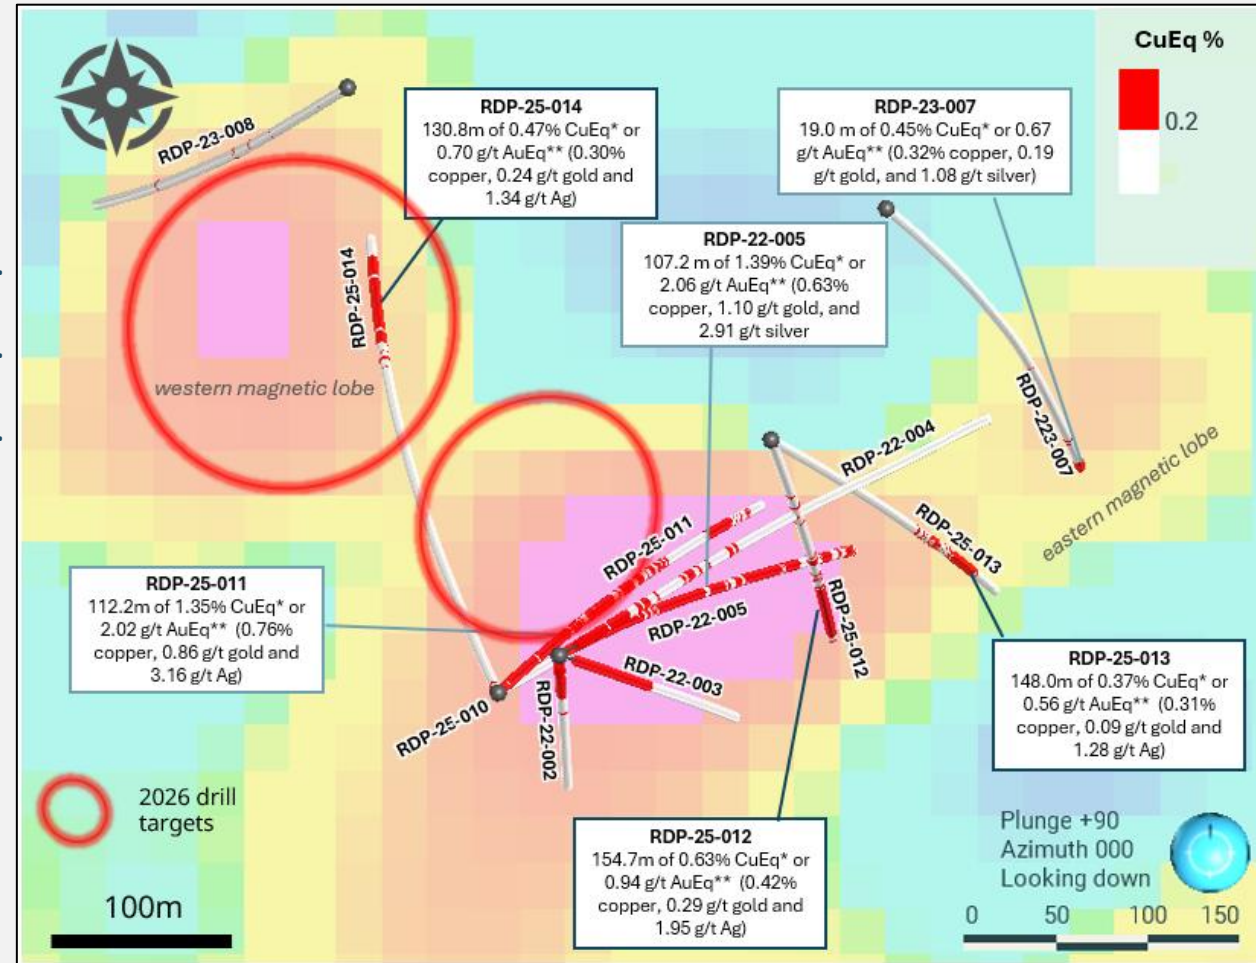 CuEq %
0.2
RDP-23-008
RDP-25-014
130.8m of 0.47% CuEq* or
0.70 g/t AuEq** (0.30%
copper, 0.24 g/t gold and
1.34 g/t Ag)
RDP-23-007
19.0 m of 0.45% CuEq* or 0.67
g/t AuEq** (0.32% copper, 0.19
g/t gold, and 1.08 g/t silver)
RDP-22-005
107.2 m of 1.39% CuEq* or
2.06 g/t AuEq** (0.63%
copper, 1.10 g/t gold, and
2.91 g/t silver
RDP-25-014
western magnetic lobe
RDP-223-007
RDP-22-004
eastern magnetic lobe
RDP-25-011
RDP-25-013
RDP-25-011
112.2m of 1.35% CuEq* or
2.02 g/t AuEq** (0.76%
copper, 0.86 g/t gold and
3.16 g/t Ag)
RDP-22-005
RDP-25-012
RDP-22-003
RDP-25-010
RDP-22-002
RDP-25-013
148.0m of 0.37% CuEq* or
0.56 g/t AuEq** (0.31%
copper, 0.09 g/t gold and
1.28 g/t Ag)
2026 drill
targets
100m
RDP-25-012
154.7m of 0.63% CuEq* or
0.94 g/t AuEq** (0.42%
copper, 0.29 g/t gold and
1.95 g/t Ag)
Plunge +90
Azimuth 000
Looking down
0 50 100 150